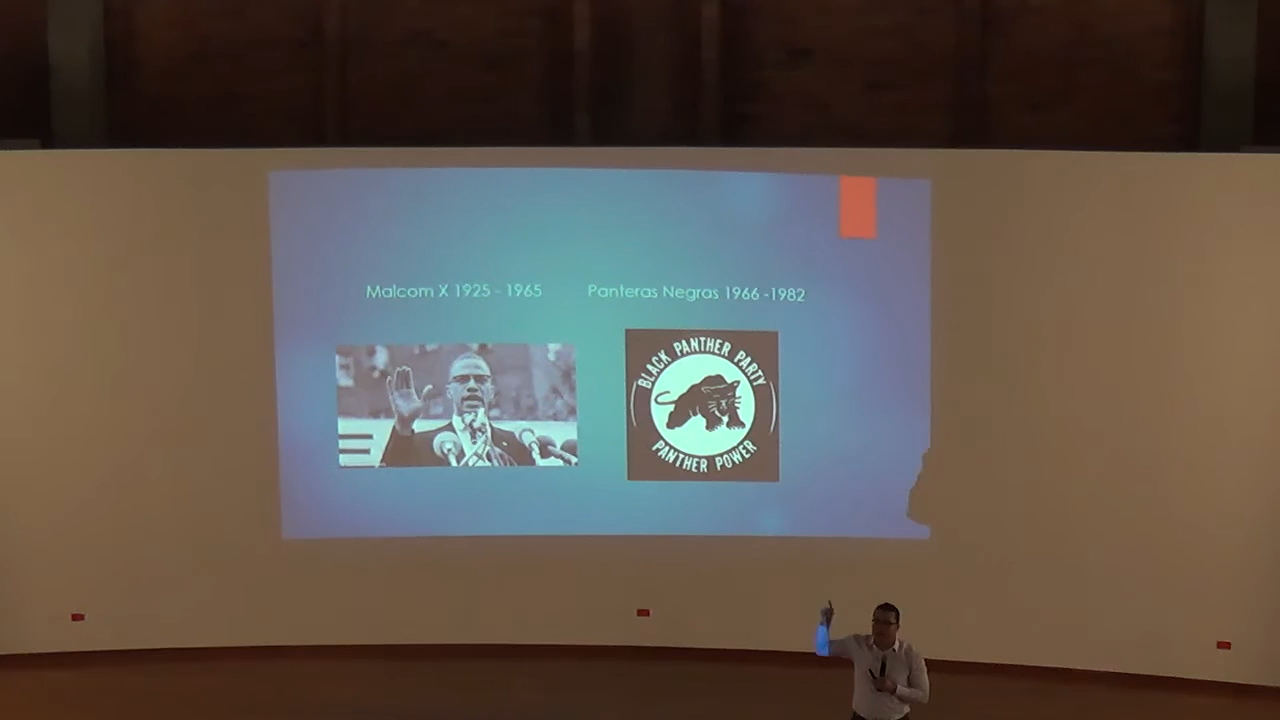 Malcom X 1925 - 1965
Panteras Negras 1966 -1982
BLACK PANTHER PARTY
PANTHER POWER